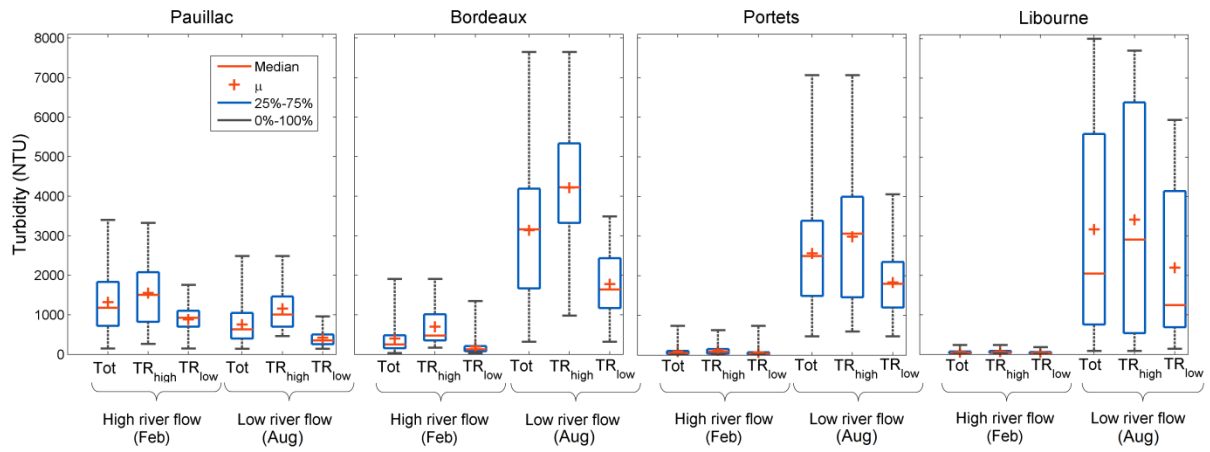 Pauillac Bordeaux Portets Libourne
8000
7000
6000
5000
4000
3000
2000
1000
0
Turbidity (NTU)
Median
μ
25%-75%
0%-100%
Tot TRhigh TRlow Tot TRhigh TRlow Tot TRhigh TRlow Tot TRhigh TRlow Tot TRhigh TRlow Tot TRhigh TRlow Tot TRhigh TRlow Tot TRhigh TRlow
High river flow Low river flow High river flow Low river flow High river flow Low river flow High river flow Low river flow
(Feb) (Aug) (Feb) (Aug) (Feb) (Aug) (Feb) (Aug)